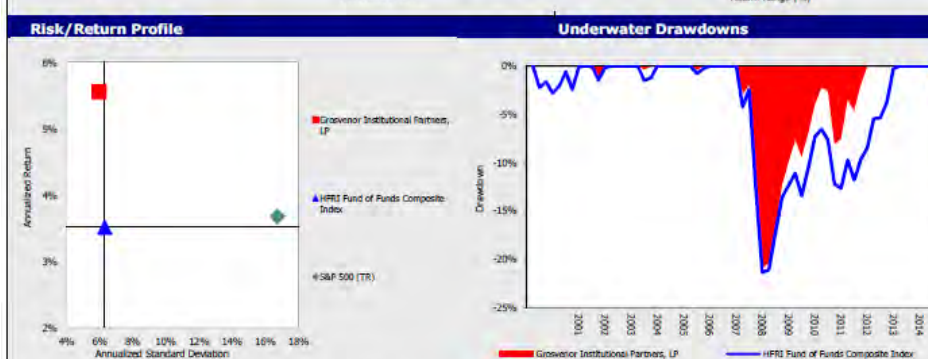 Risk/Return Profile
Underwater Drawdowns
6%
5%
4%
3%
2%
Annualized Return
4% 6% 8% 10% 12% 14% 16% 18%
Annualized Standard Deviation
Grosvenor Institutional Partners,
LP
HFRI Fund of Funds Composite
Index
S&P 500 (TR)
0%
-5%
-10%
-15%
-20%
-25%
Drawdown
2001 2002 2003 2004 2005 2006 2007 2008 2009 2010 2011 2012 2013 2014
Grosvenor Institutional Partners, LP
HFRI Fund of Funds Composite Index